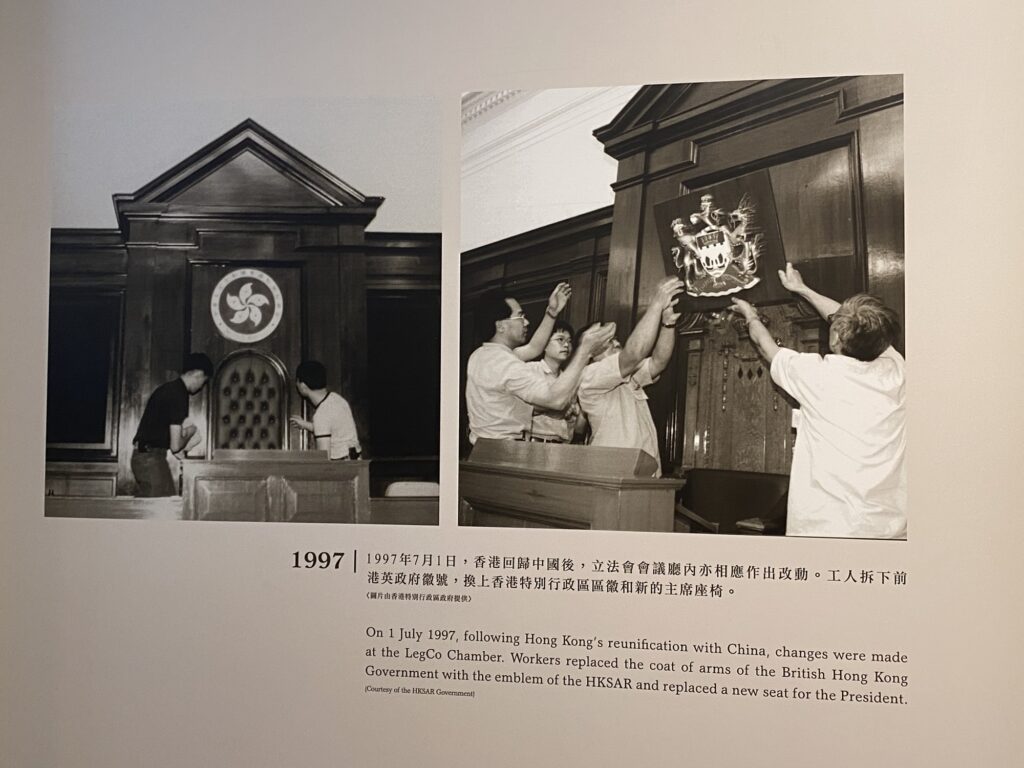 1997
1997年7月1日，香港回歸中國後，立法會會議廳內亦相應作出改動。工人拆下前
港英政府徽號，換上香港特別行政區區徽和新的主席座椅。
（圖片由香港特別行政區政府提供）
On 1 July 1997, following Hong Kong's reunification with China, changes were made
at the LegCo Chamber. Workers replaced the coat of arms of the British Hong Kong
Government with the emblem of the HKSAR and replaced a new seat for the President.
(Courtesy of the HKSAR Government)